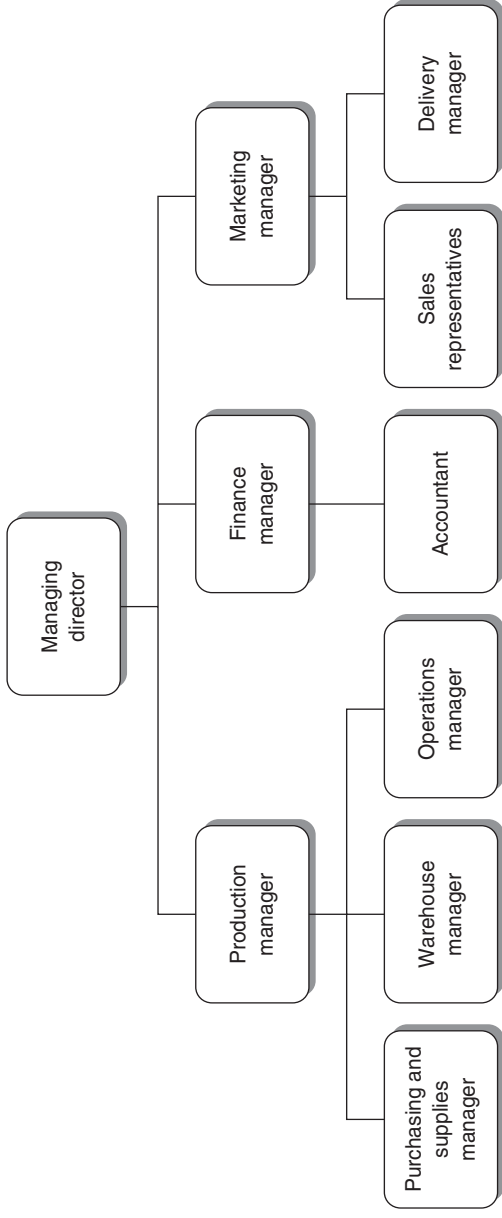 Managing
director
Production
manager
Finance
manager
Marketing
manager
Purchasing and
supplies
manager
Warehouse
manager
Operations
manager
Accountant
Sales
representatives
Delivery
manager